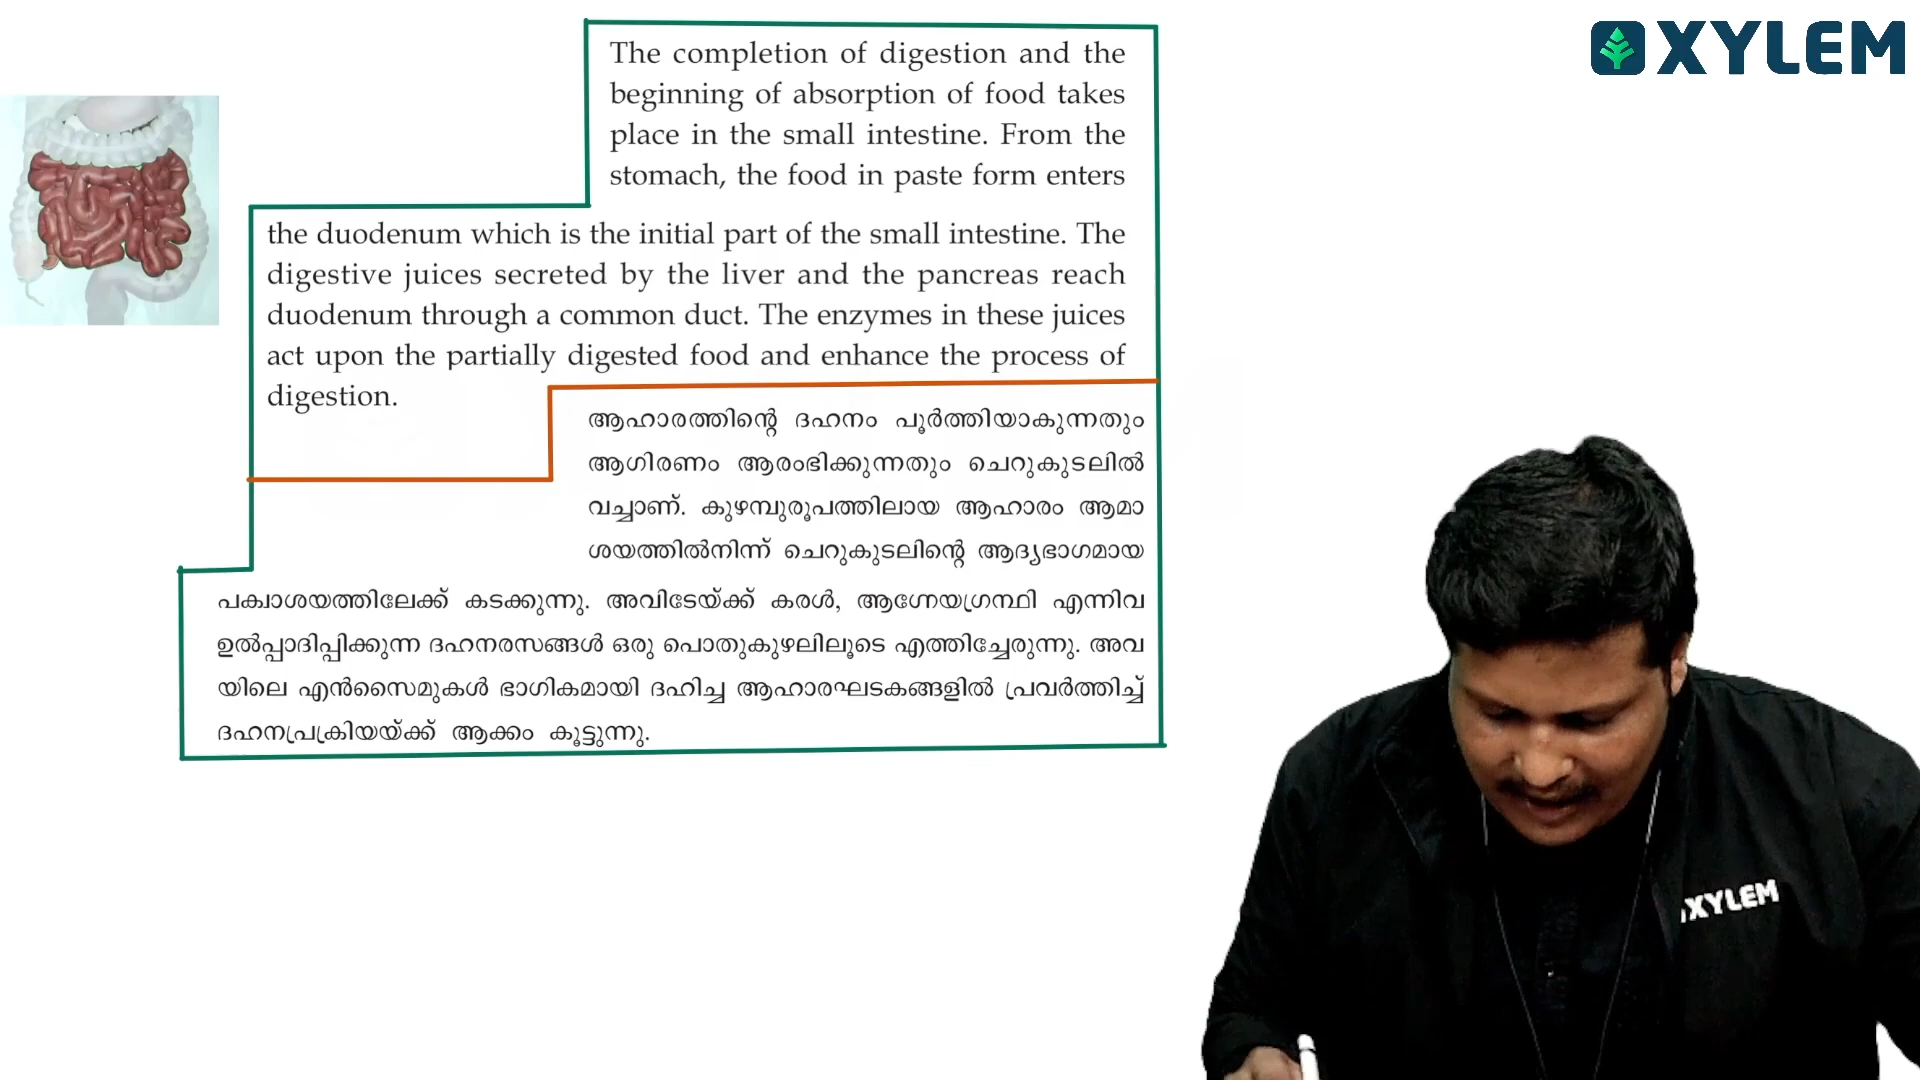 XYLEM
The completion of digestion and the
beginning of absorption of food takes
place in the small intestine. From the
stomach, the food in paste form enters
the duodenum which is the initial part of the small intestine. The
digestive juices secreted by the liver and the pancreas reach
duodenum through a common duct. The enzymes in these juices
act upon the partially digested food and enhance the process of
digestion.
ആഹാരത്തിന്റെ ദഹനം പൂർത്തിയാകുന്നതും
ആഗിരണം ആരംഭിക്കുന്നതും ചെറുകുടലിൽ
വച്ചാണ്. കുഴമ്പുരൂപത്തിലായ ആഹാരം ആമാ
ശയത്തിൽനിന്ന് ചെറുകുടലിന്റെ ആദ്യഭാഗമായ
പക്വാശയത്തിലേക്ക് കടക്കുന്നു. അവിടേയ്ക്ക് കരൾ, ആഗ്നേയഗ്രന്ഥി എന്നിവ
ഉൽപ്പാദിപ്പിക്കുന്ന ദഹനരസങ്ങൾ ഒരു പൊതുകുഴലിലൂടെ എത്തിച്ചേരുന്നു. അവ
യിലെ എൻസൈമുകൾ ഭാഗികമായി ദഹിച്ച ആഹാരഘടകങ്ങളിൽ പ്രവർത്തിച്ച്
ദഹനപ്രക്രിയയ്ക്ക് ആക്കം കൂട്ടുന്നു.
XYLEM